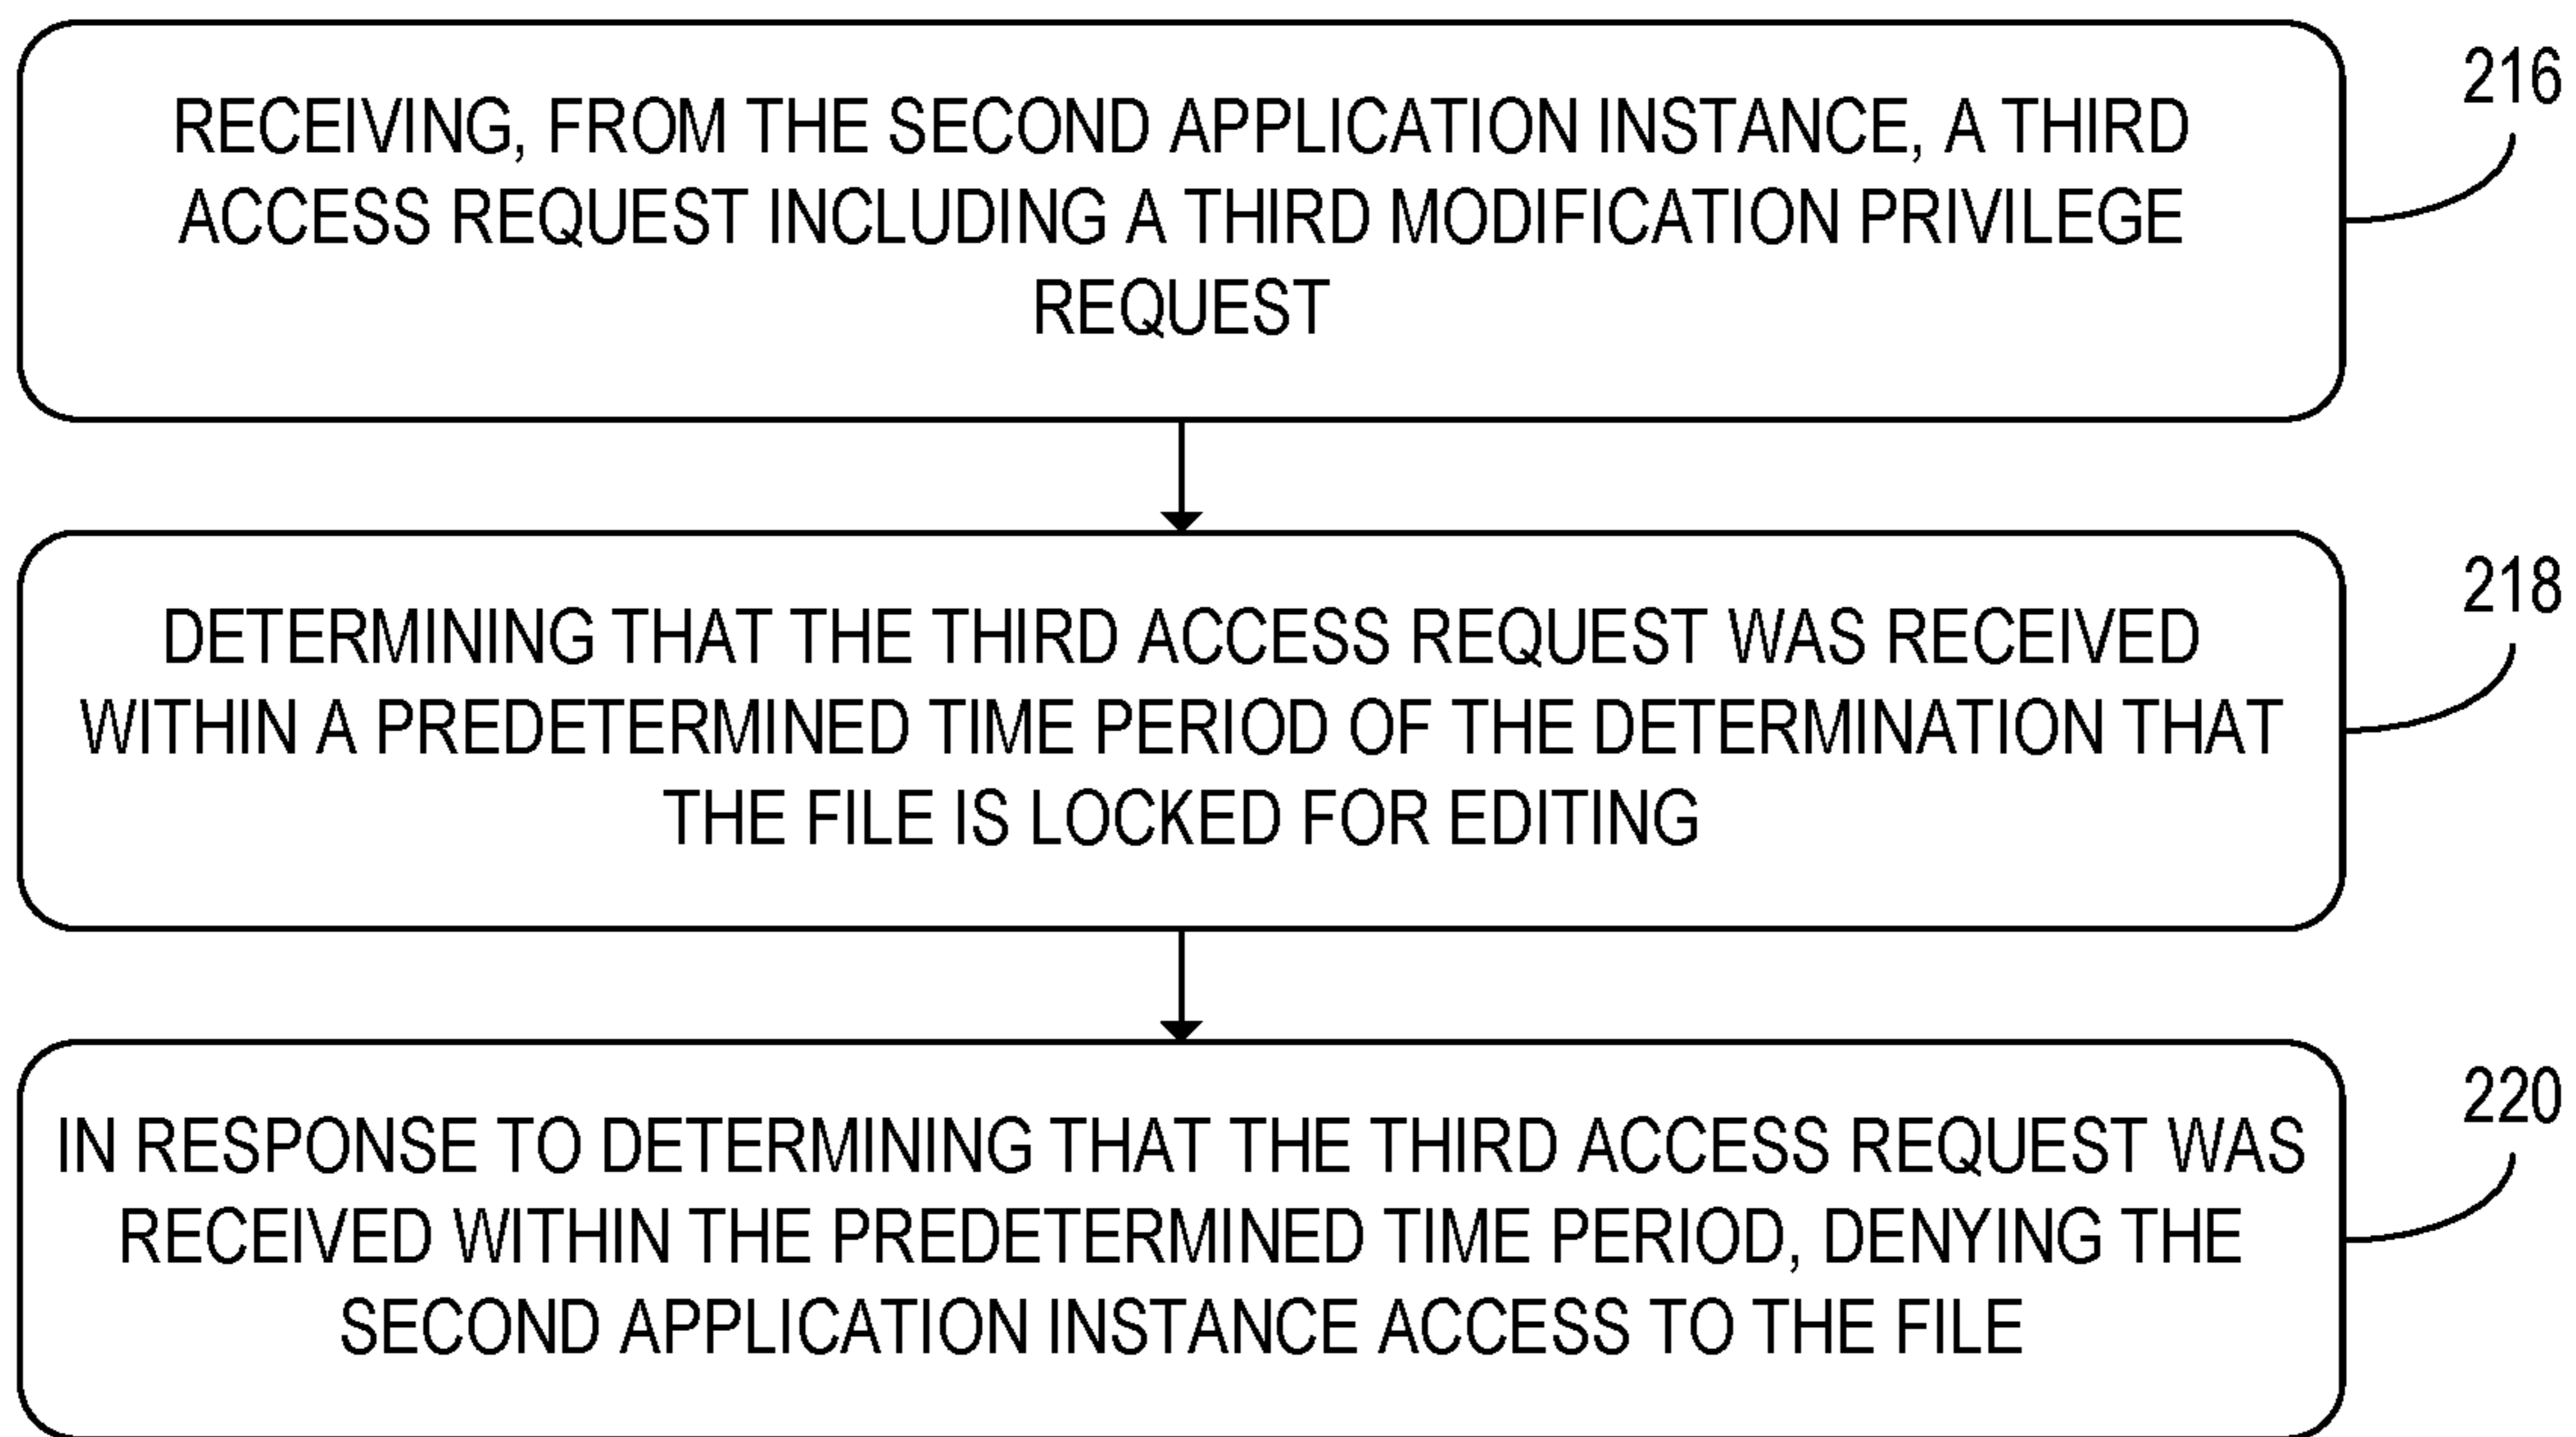 RECEIVING, FROM THE SECOND APPLICATION INSTANCE, A THIRD
ACCESS REQUEST INCLUDING A THIRD MODIFICATION PRIVILEGE
REQUEST
216
DETERMINING THAT THE THIRD ACCESS REQUEST WAS RECEIVED
WITHIN A PREDETERMINED TIME PERIOD OF THE DETERMINATION THAT
THE FILE IS LOCKED FOR EDITING
218
IN RESPONSE TO DETERMINING THAT THE THIRD ACCESS REQUEST WAS
RECEIVED WITHIN THE PREDETERMINED TIME PERIOD, DENYING THE
SECOND APPLICATION INSTANCE ACCESS TO THE FILE
220